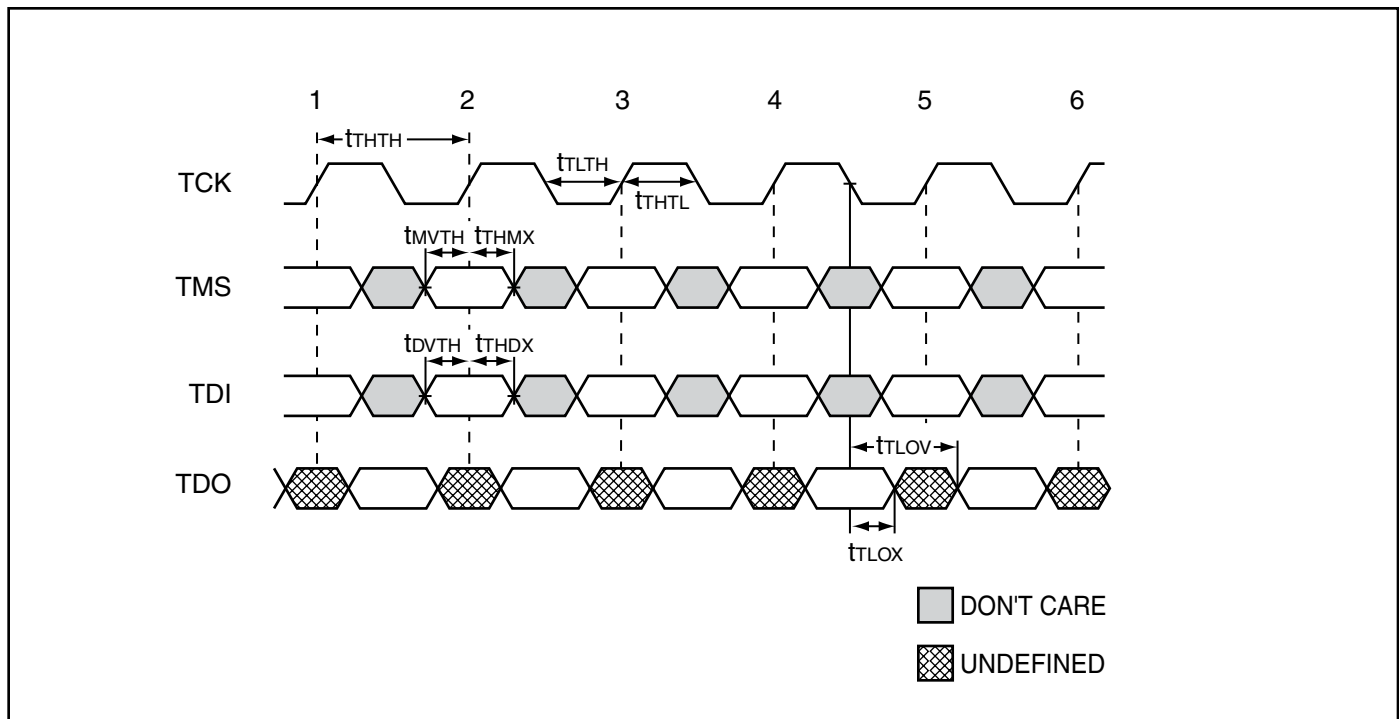 1 2 3 4 5 6
tTHTH
tTLTH
TCK
tTHTL
tMVTH tTHMX
TMS
tDVTH tTHDX
TDI
tTLOV
TDO
tTLOX
DON'T CARE
UNDEFINED